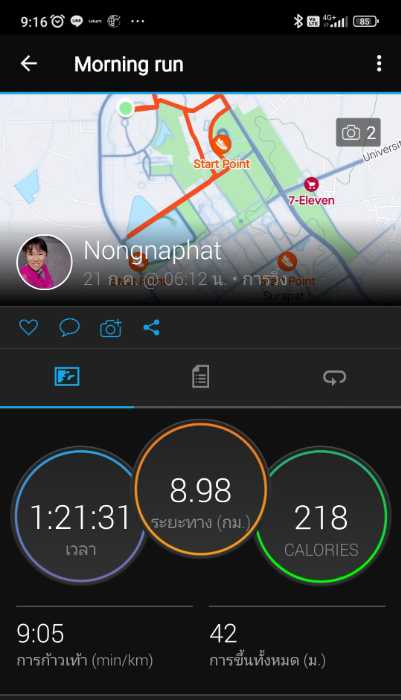 9:16
4G+
85
Morning run
2
Start Point
7-Eleven
Nongnaphat
21 ก.ค. @ 06:12 น. • การวิ่ง
1:21:31
เวลา
8.98
ระยะทาง (กม.)
218
CALORIES
9:05
การก้าวเท้า (min/km)
42
การขึ้นทั้งหมด (ม.)